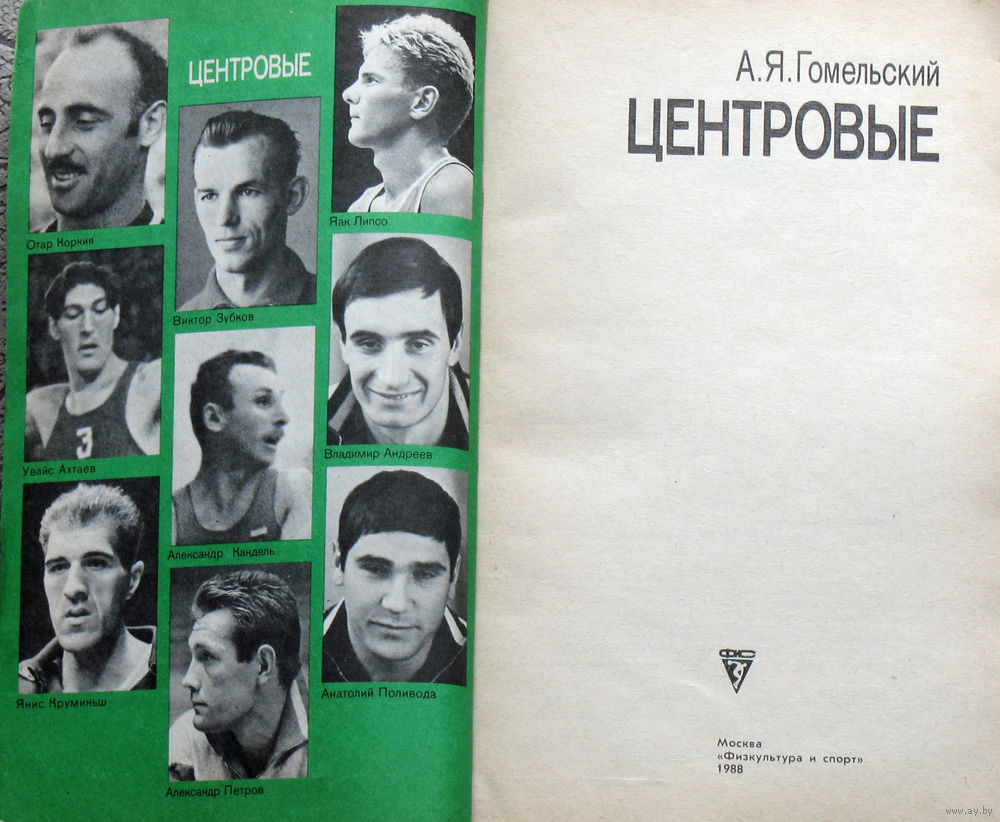 ЦЕНТРОВЫЕ
Отар Коркия
Увайс Ахтаев
Янис Круминьш
Виктор Зубков
Александр Кандель
Александр Петров
Яак Липсо
Владимир Андреев
Анатолий Поливода
3
А.Я.Гомельский
ЦЕНТРОВЫЕ
ФИС
Москва
«Физкультура и спорт»
1988
www.ay.by